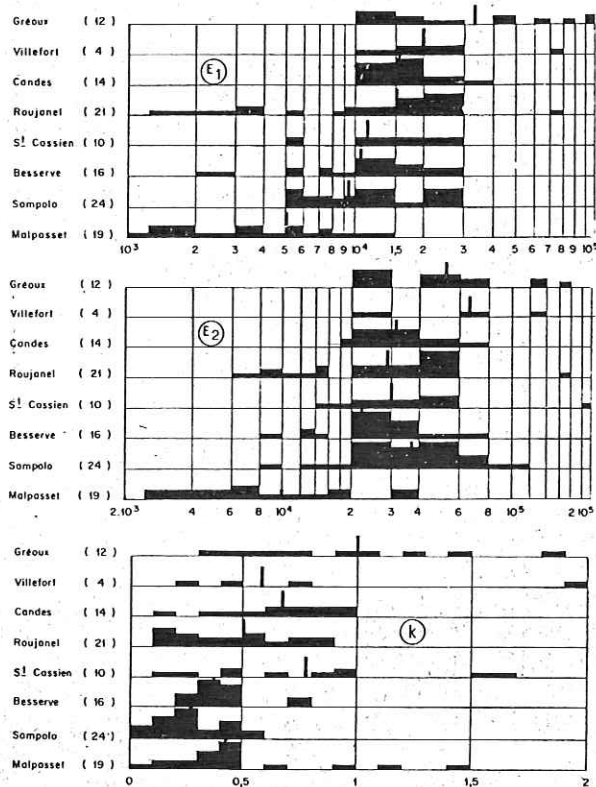 Gréoux (12)
Villefort (4)
E1
Candes (14)
Roujanel (21)
St Cassien (10)
Besserve (16)
Sampolo (24)
Malpasset (19)
10³ 2 3 4 5 6 7 8 9 10⁴ 1,5 2 3 4 5 6 7 8 9 10⁵
Gréoux (12)
Villefort (4)
E2
Candes (14)
Roujanel (21)
St Cassien (10)
Besserve (16)
Sampolo (24)
Malpasset (19)
2.10³ 4 6 8 10⁴ 2 3 4 6 8 10⁵ 2 10⁵
Gréoux (12)
Villefort (4)
Candes (14)
Roujanel (21)
k
St Cassien (10)
Besserve (16)
Sampolo (24)
Malpasset (19)
0 0,5 1 1,5 2